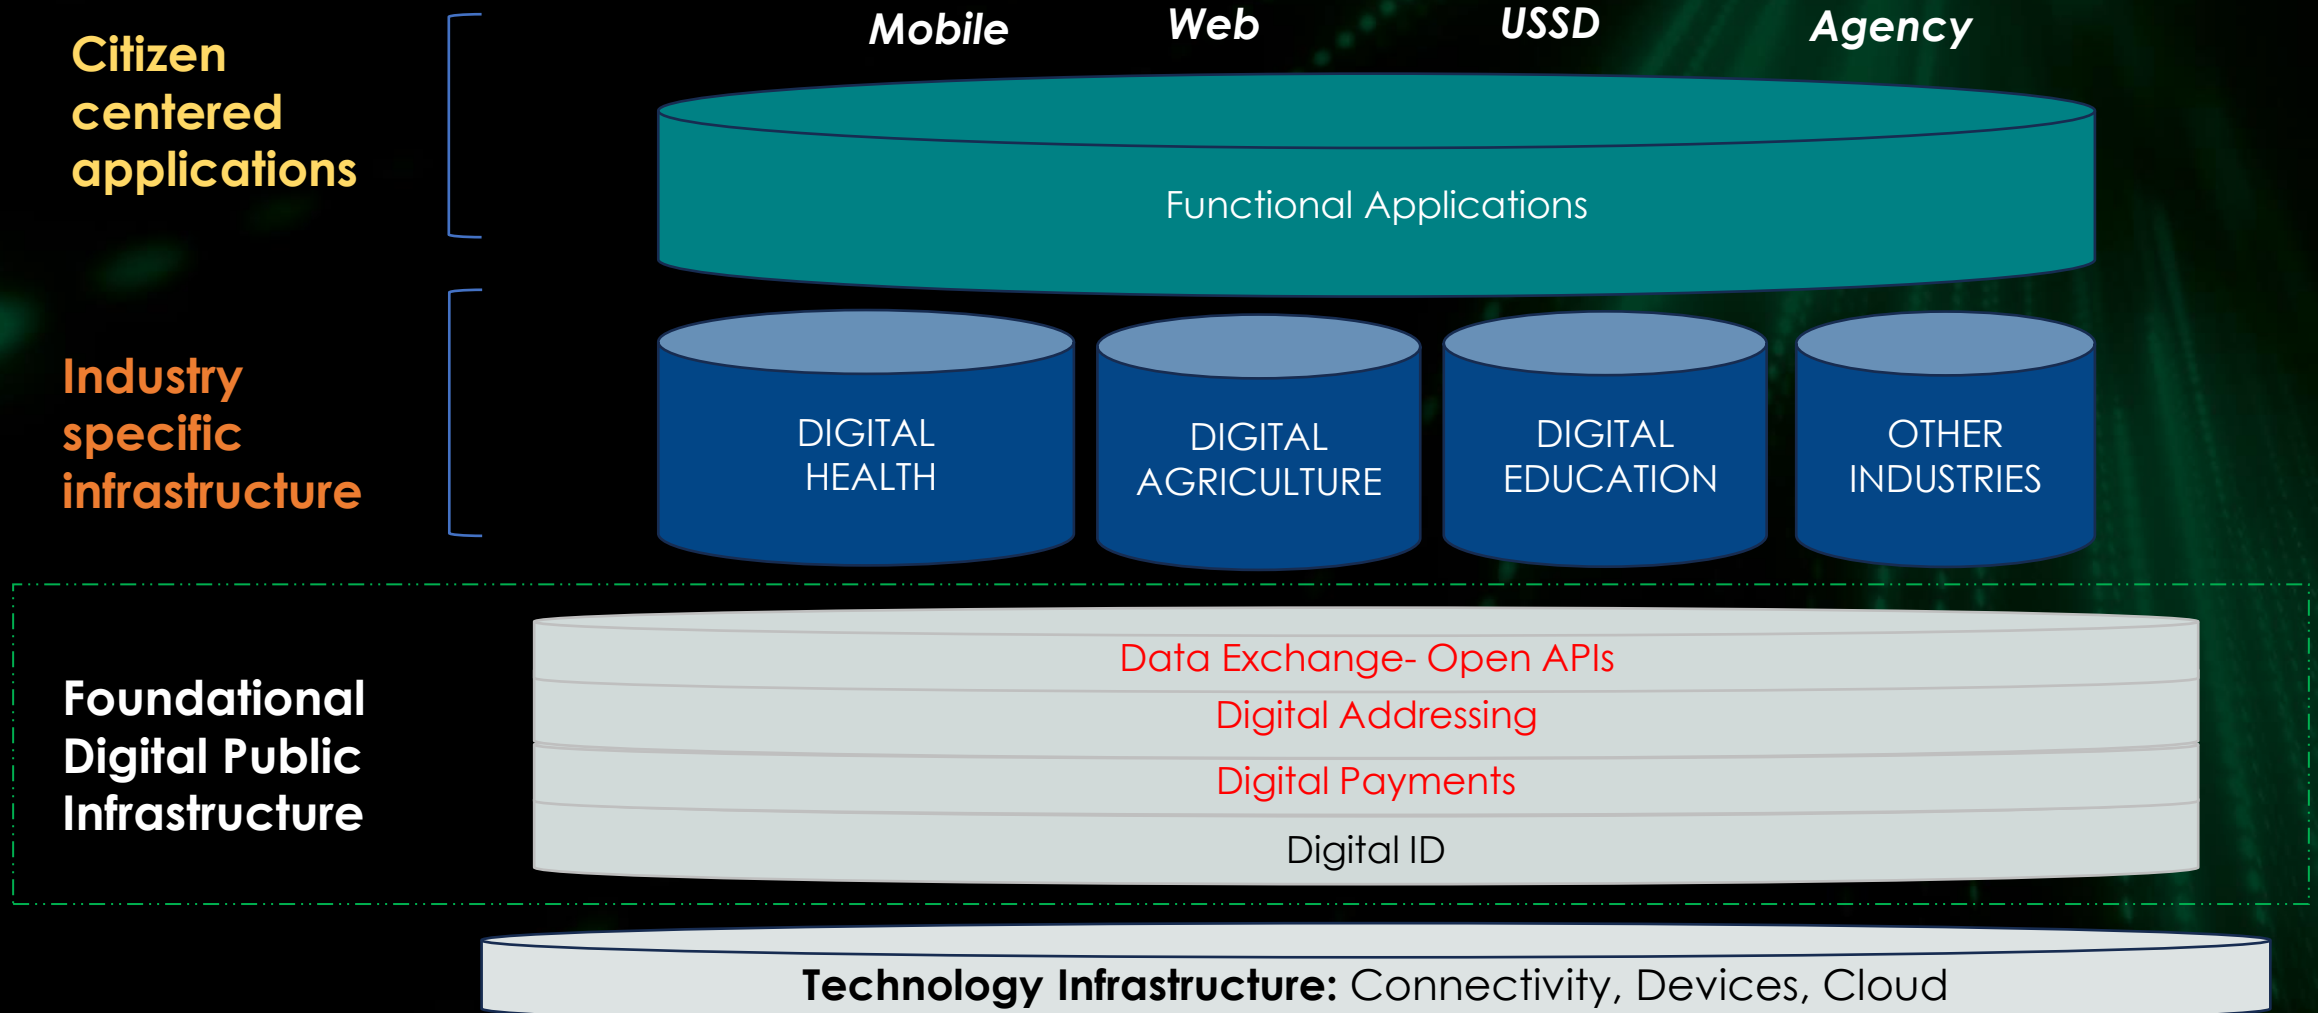 Mobile Web USSD Agency
Citizen
centered
applications
Functional Applications
Industry
specific
infrastructure
DIGITAL
HEALTH
DIGITAL
AGRICULTURE
DIGITAL
EDUCATION
OTHER
INDUSTRIES
Foundational
Digital Public
Infrastructure
Data Exchange- Open APIs
Digital Addressing
Digital Payments
Digital ID
Technology Infrastructure: Connectivity, Devices, Cloud